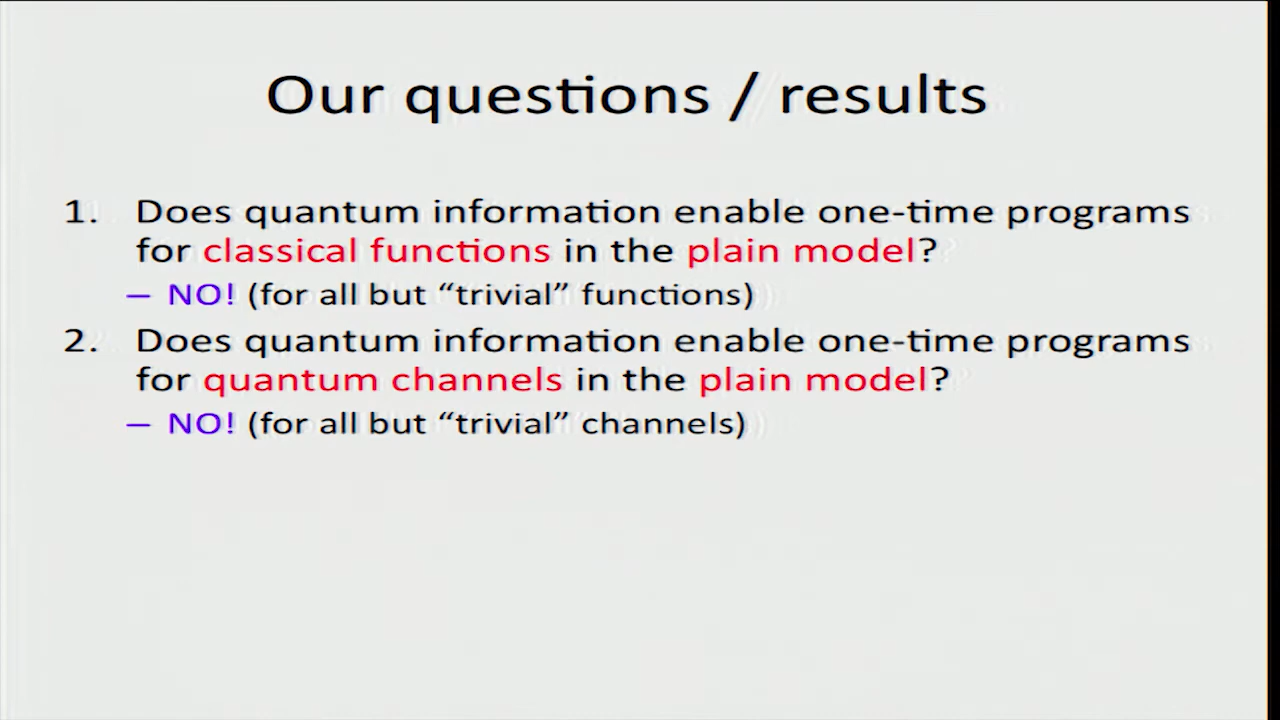 Our questions / results
1. Does quantum information enable one-time programs
for classical functions in the plain model?
– NO! (for all but “trivial” functions)
2. Does quantum information enable one-time programs
for quantum channels in the plain model?
– NO! (for all but “trivial” channels)